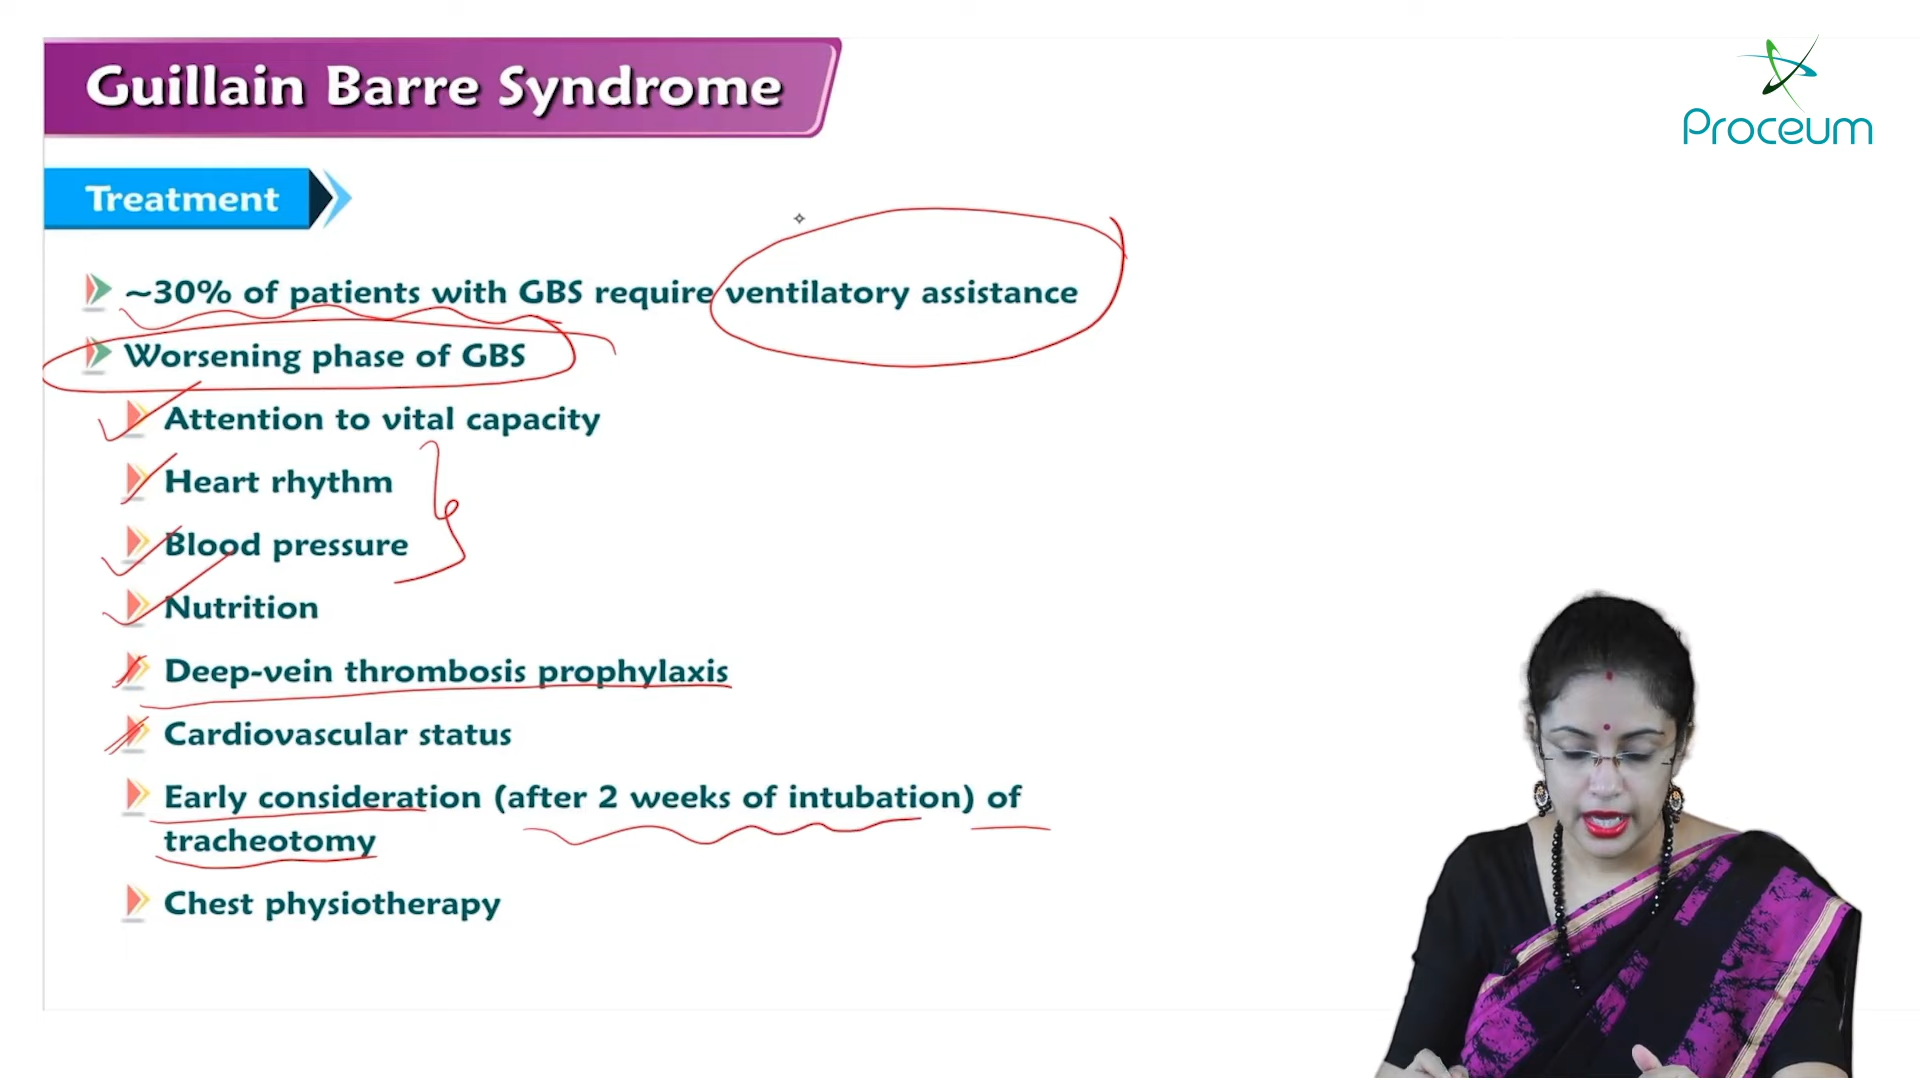 Guillain Barre Syndrome
Proceum
Treatment
~30% of patients with GBS require ventilatory assistance
Worsening phase of GBS
Attention to vital capacity
Heart rhythm
Blood pressure
Nutrition
Deep-vein thrombosis prophylaxis
Cardiovascular status
Early consideration (after 2 weeks of intubation) of
tracheotomy
Chest physiotherapy